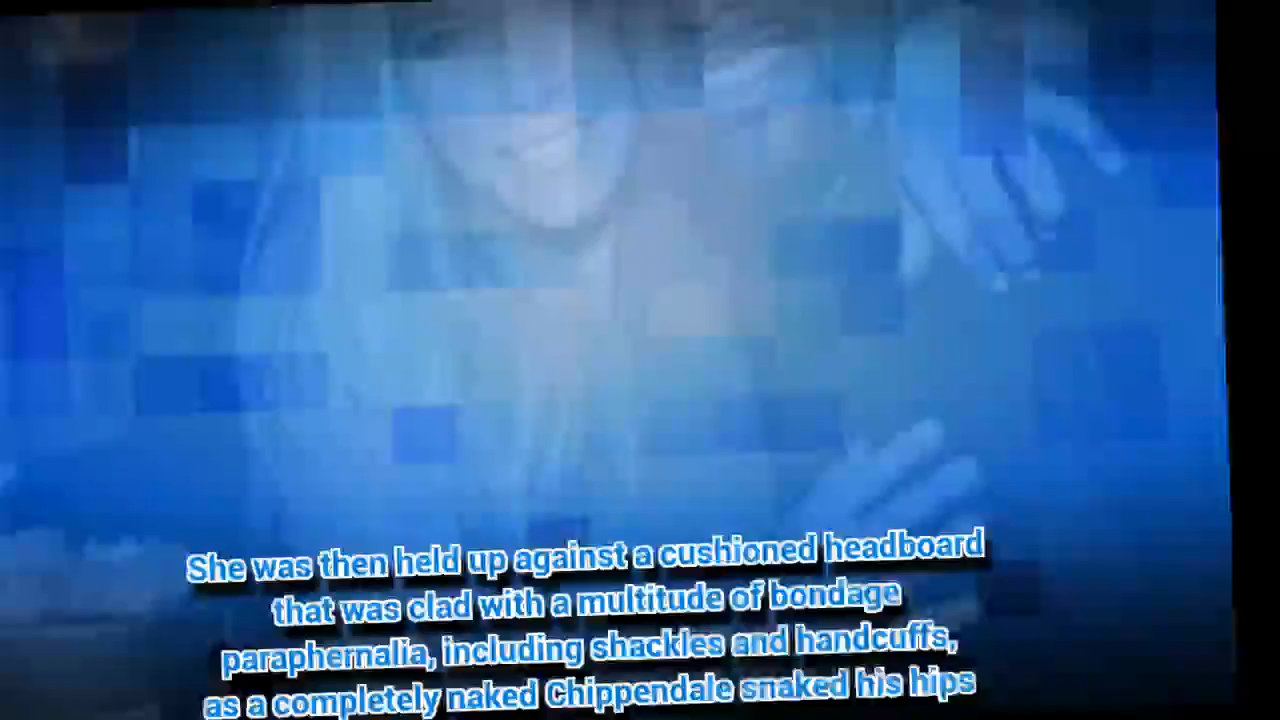 She was then held up against a cushioned headboard
that was clad with a multitude of bondage
paraphernalia, including shackles and handcuffs,
as a completely naked Chippendale snaked his hips